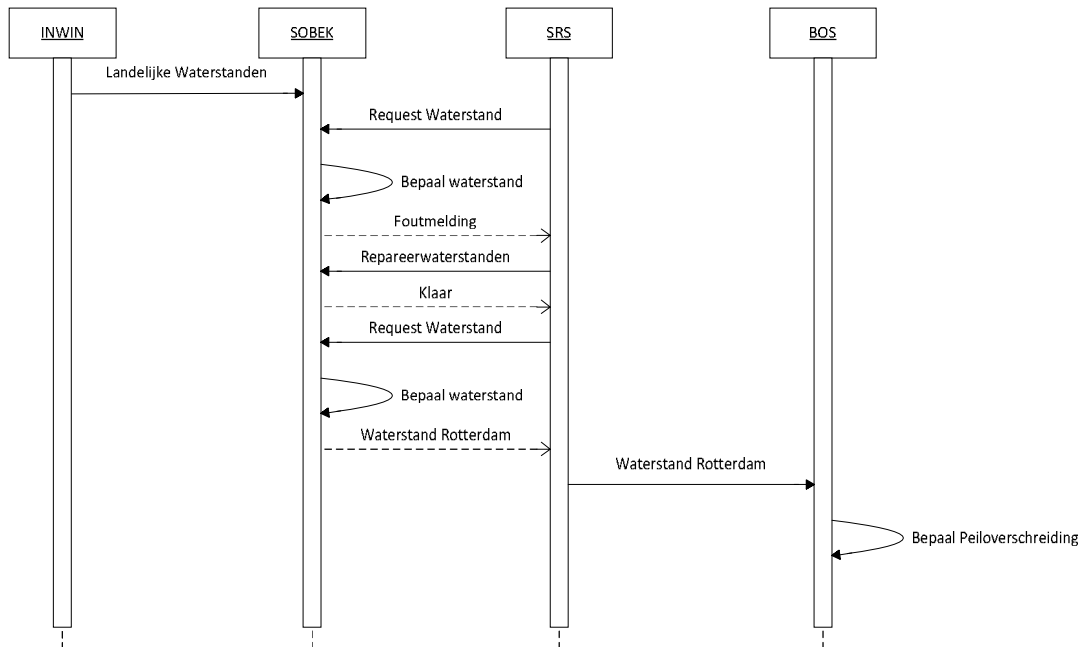 INWIN
SOBEK
SRS
BOS
Landelijke Waterstanden
Request Waterstand
Bepaal waterstand
Foutmelding
Repareerwaterstanden
Klaar
Request Waterstand
Bepaal waterstand
Waterstand Rotterdam
Waterstand Rotterdam
Bepaal Peiloverschreiding